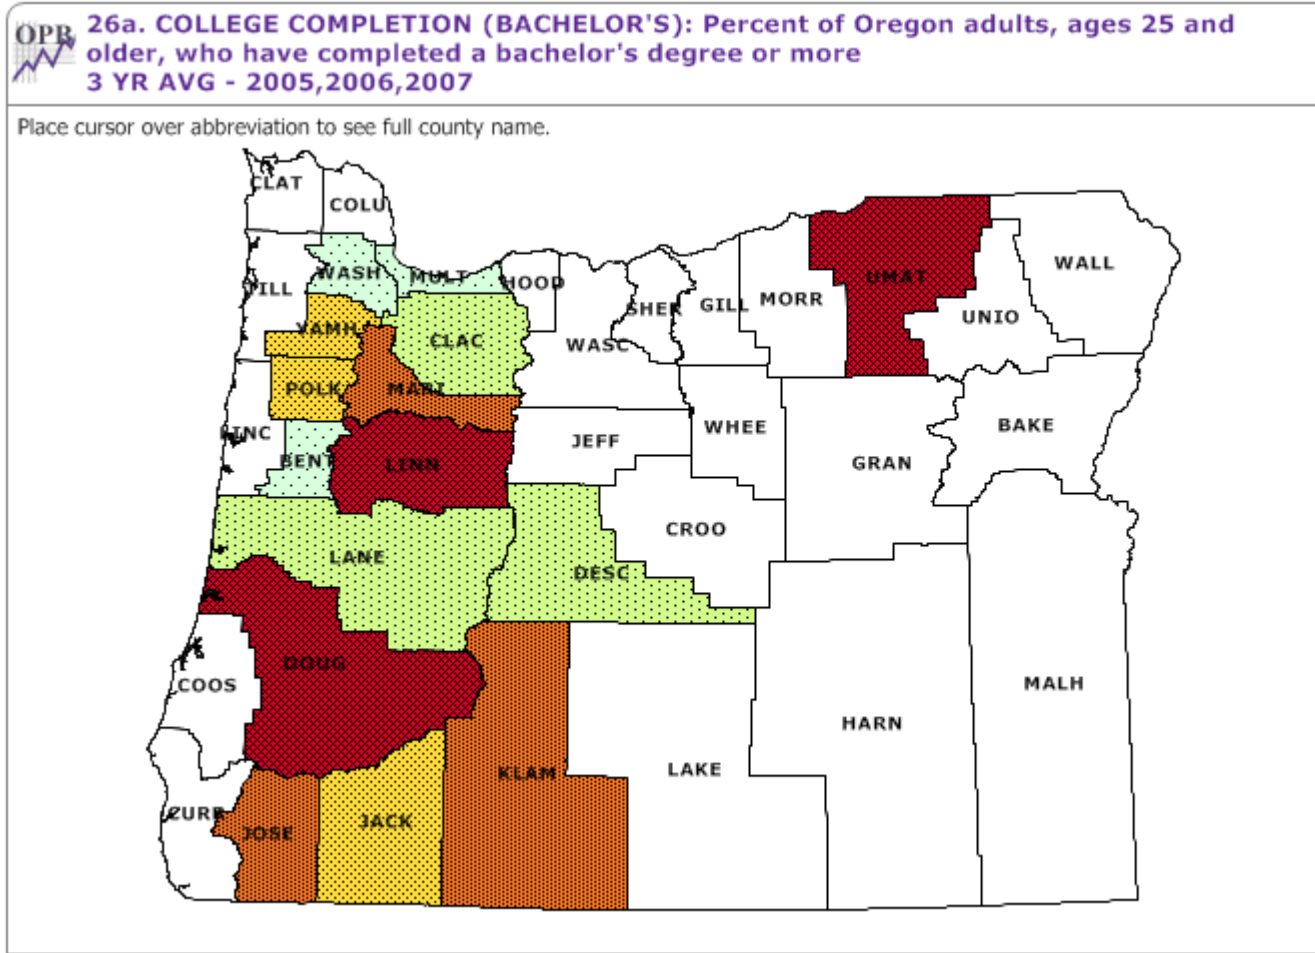 OPB
26a. COLLEGE COMPLETION (BACHELOR'S): Percent of Oregon adults, ages 25 and
older, who have completed a bachelor's degree or more
3 YR AVG - 2005,2006,2007
Place cursor over abbreviation to see full county name.
CLAT
COLU
WASH
MULT
HOOD
TILL
SHER
GILL
MORR
UMAT
WALL
UNIO
YAMH
CLAC
WASC
POLK
MARI
LINC
BENT
LINN
JEFF
WHEE
GRAN
BAKE
LANE
DESC
CROO
DOUG
COOS
KLAM
LAKE
HARN
MALH
CURR
JOSE
JACK